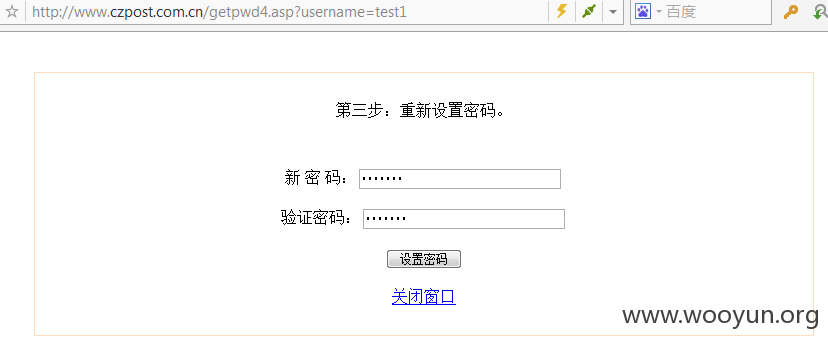 http://www.czpost.com.cn/getpwd4.asp?username=test1
百度
第三步：重新设置密码。
新 密 码：
验证密码：
设置密码
关闭窗口
www.wooyun.org